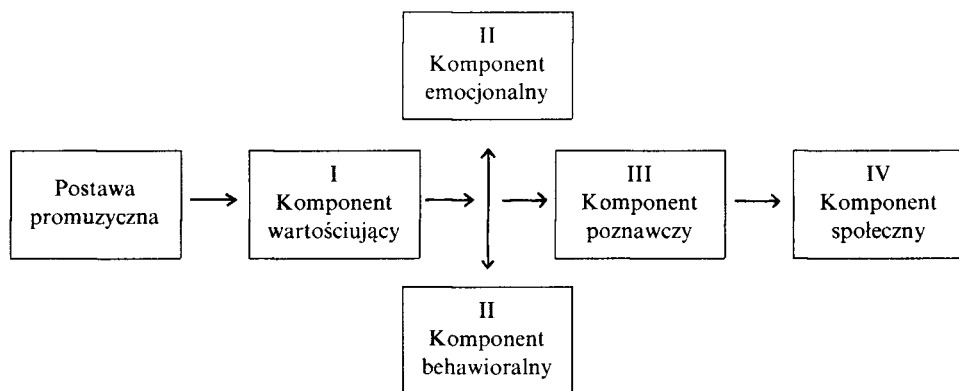 II
Komponent
emocjonalny
Postawa
promuzyczna
I
Komponent
wartościujący
III
Komponent
poznawczy
IV
Komponent
społeczny
II
Komponent
behawioralny